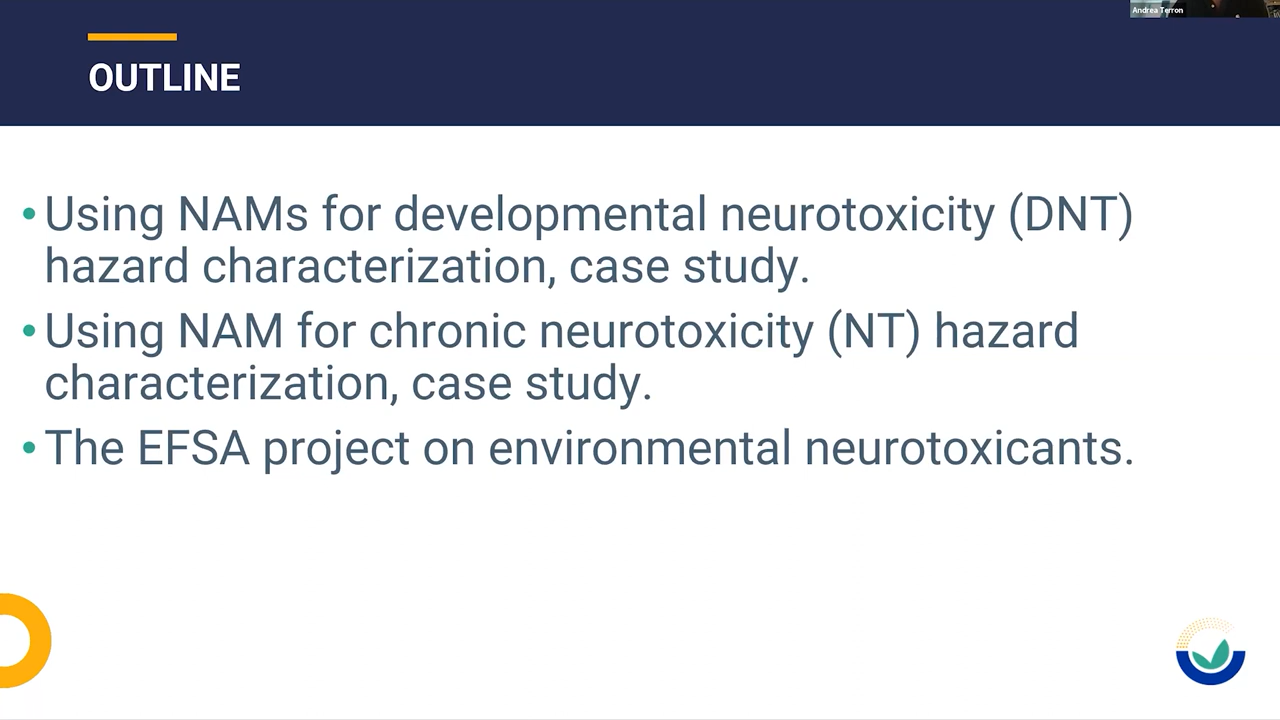 Andrea Terron
OUTLINE
• Using NAMs for developmental neurotoxicity (DNT)
hazard characterization, case study.
• Using NAM for chronic neurotoxicity (NT) hazard
characterization, case study.
• The EFSA project on environmental neurotoxicants.